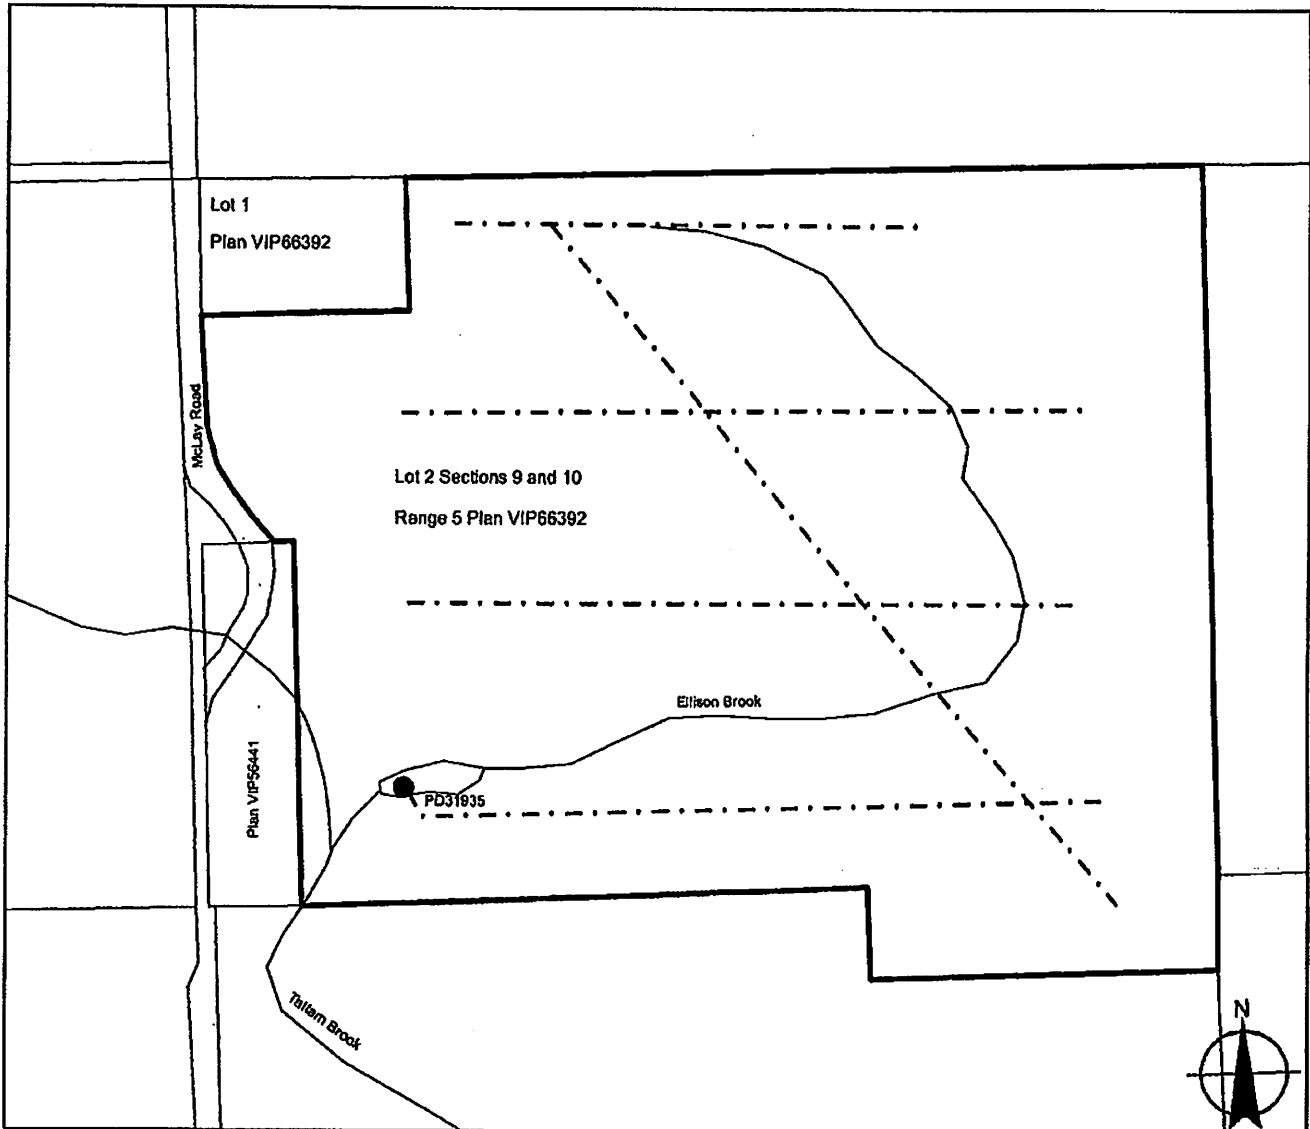 Lot 1
Plan VIP66392
McLay Road
Lot 2 Sections 9 and 10
Range 5 Plan VIP66392
Ellison Brook
Plan VIP56441
PD31935
Tattam Brook
N